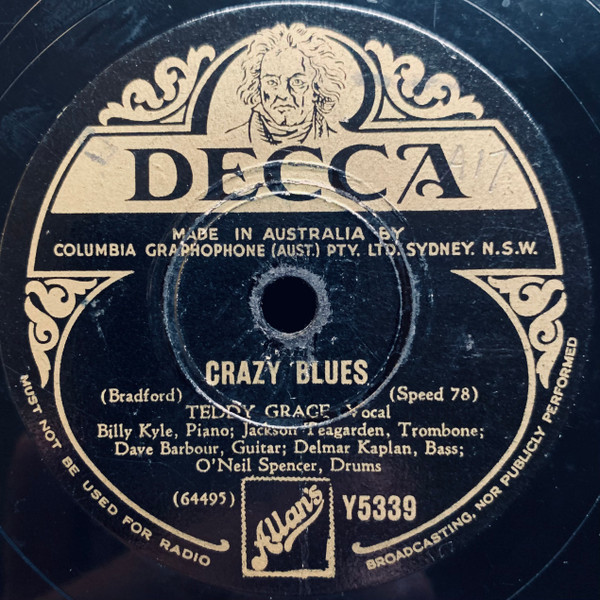 DECCA
A17
MADE IN AUSTRALIA BY
COLUMBIA GRAPHOPHONE (AUST.) PTY. LTD. SYDNEY. N.S.W.
CRAZY BLUES
(Bradford) (Speed 78)
TEDDY GRACE, Vocal
Billy Kyle, Piano; Jackson Teagarden, Trombone;
Dave Barbour, Guitar; Delmar Kaplan, Bass;
O'Neil Spencer, Drums
(64495) Allan's Y5339
MUST NOT BE USED FOR RADIO
BROADCASTING, NOR PUBLICLY PERFORMED